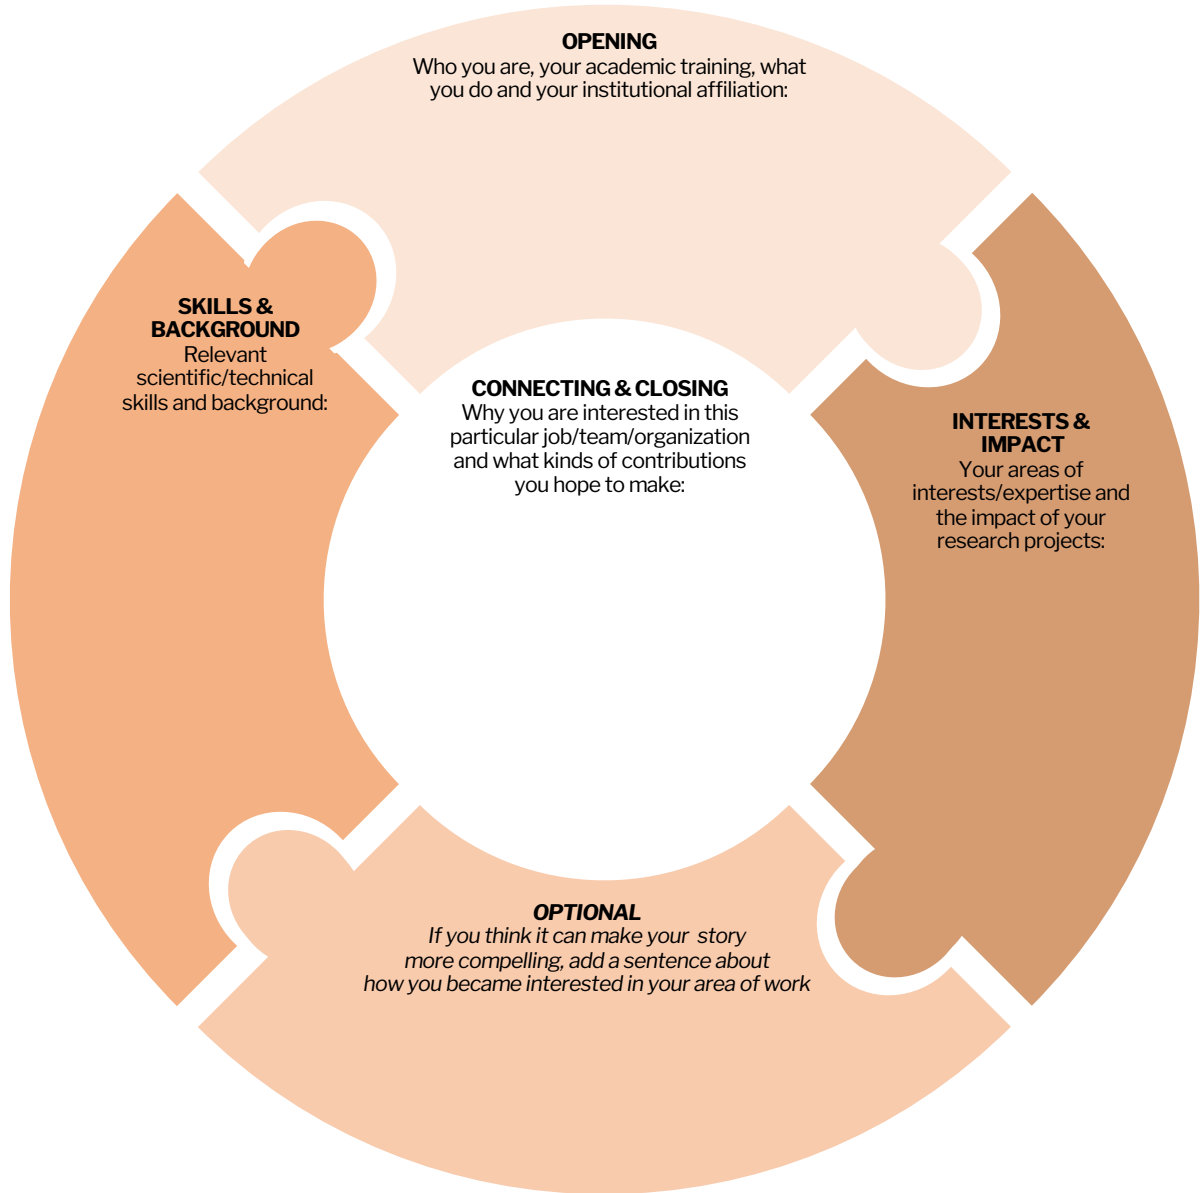 OPENING
Who you are, your academic training, what
you do and your institutional affiliation:
SKILLS &
BACKGROUND
Relevant
scientific/technical
skills and background:
CONNECTING & CLOSING
Why you are interested in this
particular job/team/organization
and what kinds of contributions
you hope to make:
INTERESTS &
IMPACT
Your areas of
interests/expertise and
the impact of your
research projects:
OPTIONAL
If you think it can make your story
more compelling, add a sentence about
how you became interested in your area of work